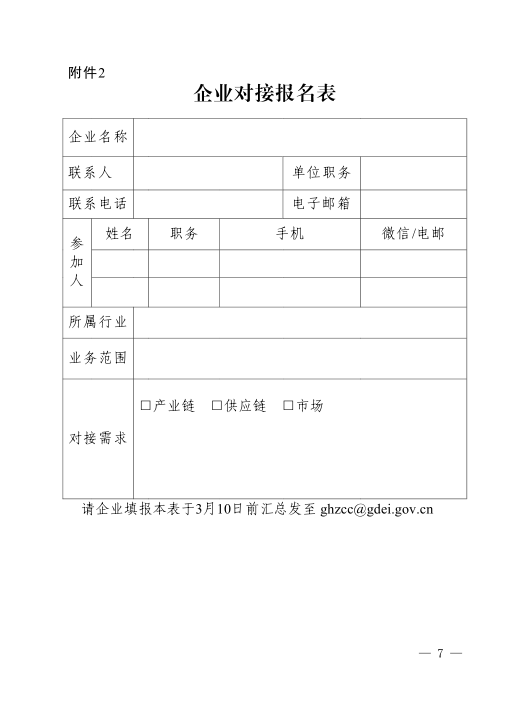 附件2
企业对接报名表
企业名称
联系人 单位职务
联系电话 电子邮箱
参加人 姓名 职务 手机 微信/电邮
所属行业
业务范围
对接需求 □产业链 □供应链 □市场
请企业填报本表于3月10日前汇总发至 ghzcc@gdei.gov.cn
— 7 —